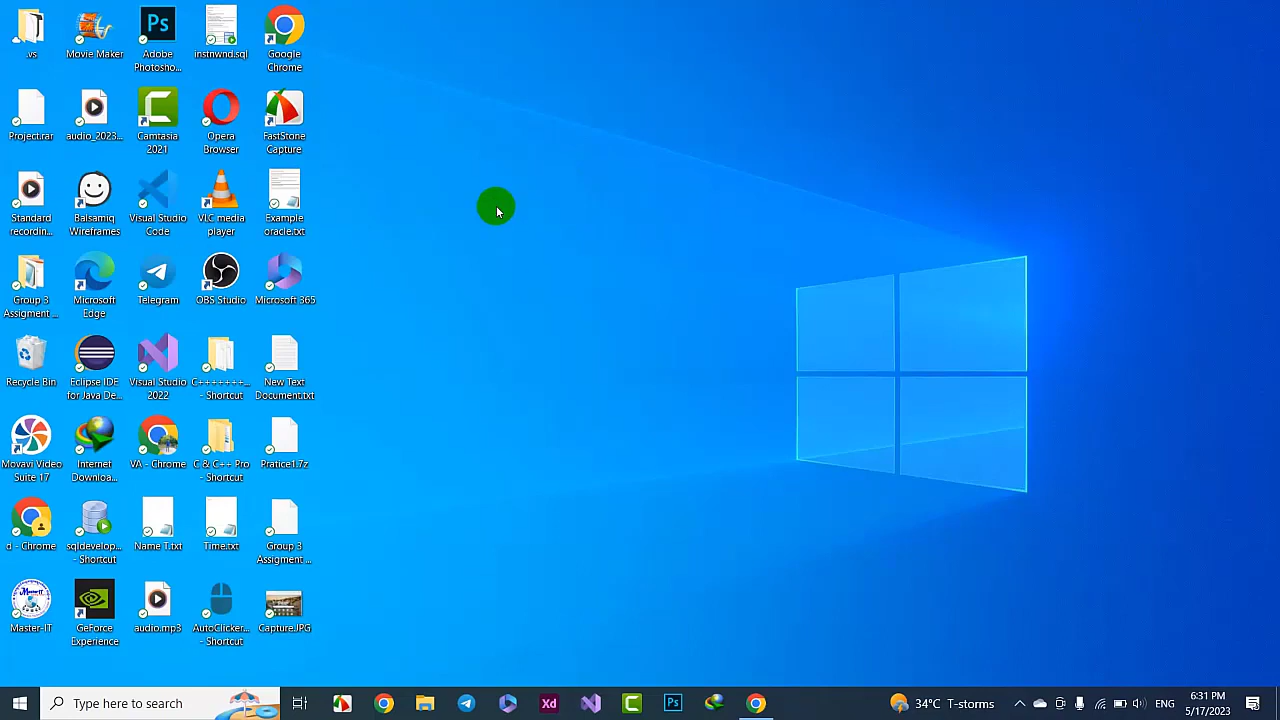 .vs
Movie Maker
Adobe
Photosho...
instnwnd.sql
Google
Chrome
Project.rar
audio_2023...
Camtasia
2021
Opera
Browser
FastStone
Capture
Standard
recordin...
Balsamiq
Wireframes
Visual Studio
Code
VLC media
player
Example
oracle.txt
Group 3
Assigment ...
Microsoft
Edge
Telegram
OBS Studio
Microsoft 365
Recycle Bin
Eclipse IDE
for Java De...
Visual Studio
2022
C+++++++...
- Shortcut
New Text
Document.txt
Movavi Video
Suite 17
Internet
Downloa...
VA - Chrome
C & C++ Pro
- Shortcut
Pratice1.7z
d - Chrome
sqldevelop...
- Shortcut
Name T.txt
Time.txt
Group 3
Assigment ...
Master-IT
GeForce
Experience
audio.mp3
AutoClicker...
- Shortcut
Capture.JPG
Type here to search
Xd
Ps
34°C T-storms
ENG
6:31 PM
5/17/2023